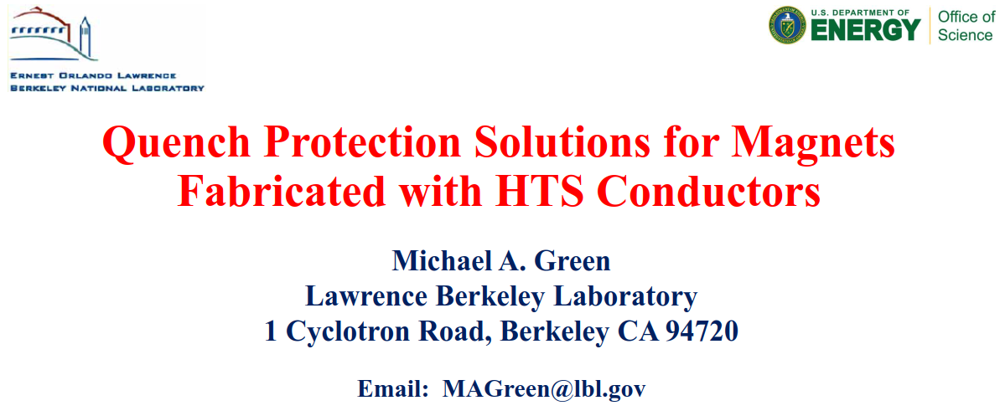 ERNEST ORLANDO LAWRENCE
BERKELEY NATIONAL LABORATORY
U.S. DEPARTMENT OF
ENERGY
Office of
Science
Quench Protection Solutions for Magnets
Fabricated with HTS Conductors
Michael A. Green
Lawrence Berkeley Laboratory
1 Cyclotron Road, Berkeley CA 94720
Email: MAGreen@lbl.gov